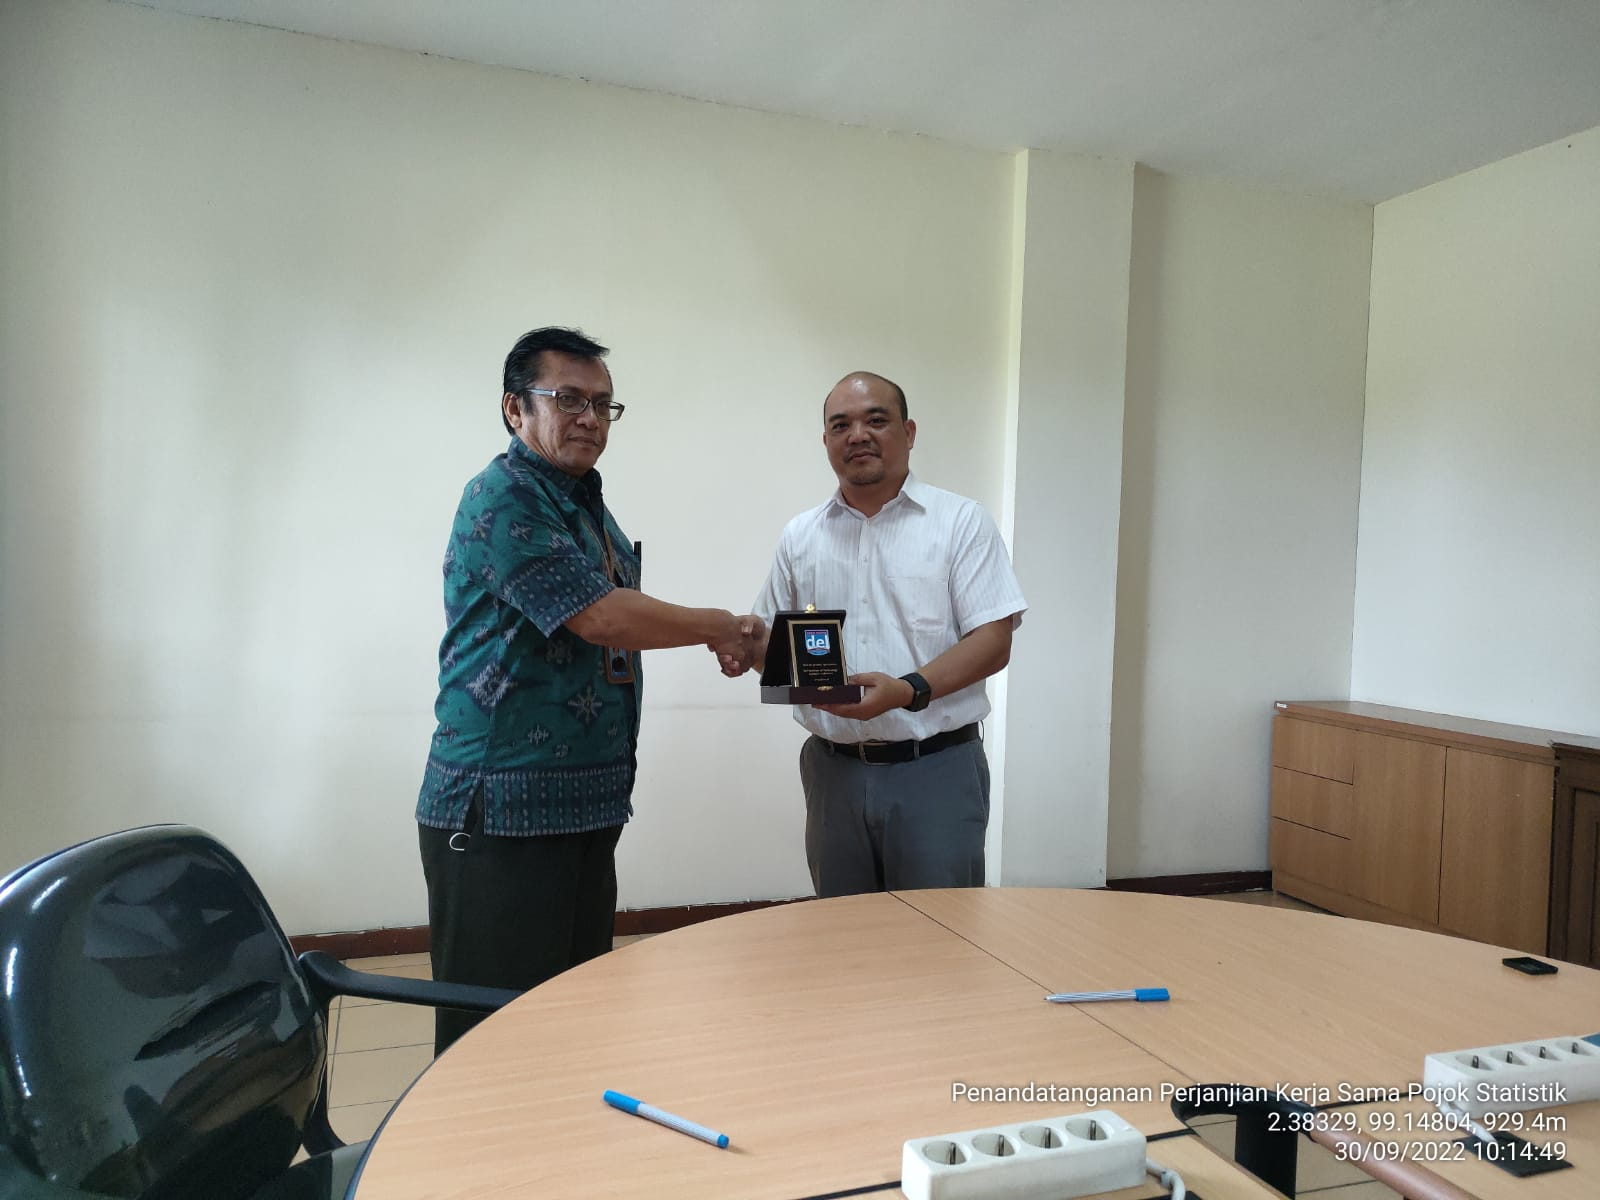 del
Penandatanganan Perjanjian Kerja Sama Pojok Statistik
2.38329, 99.14804, 929.4m
30/09/2022 10:14:49